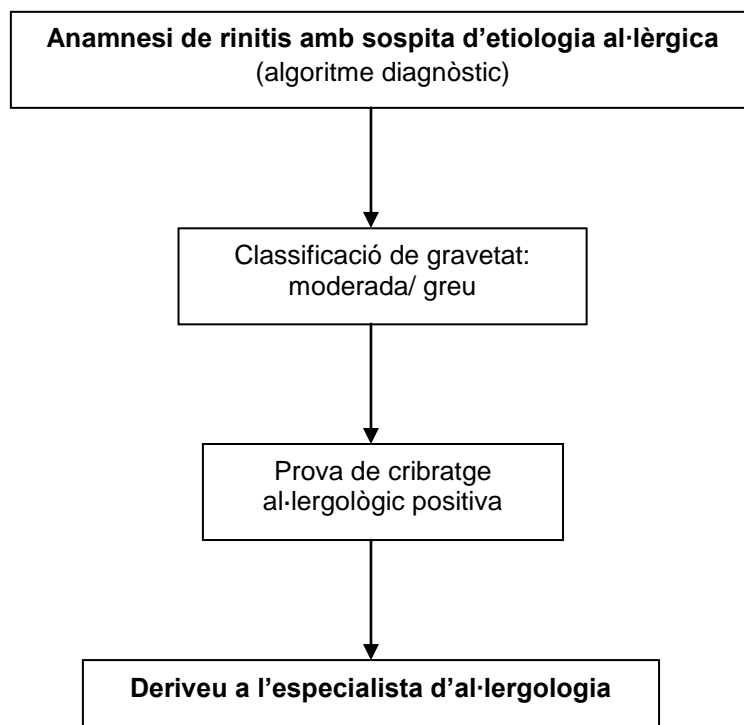 Anamnesi de rinitis amb sospita d’etiologia al·lèrgica
(algoritme diagnòstic)
Classificació de gravetat:
moderada/ greu
Prova de cribratge
al·lergològic positiva
Deriveu a l’especialista d’al·lergologia